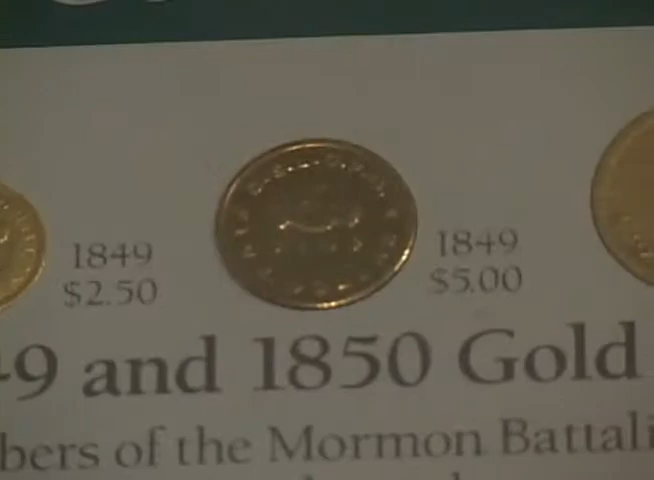 1849
$2.50
1849
$5.00
9 and 1850 Gold
bers of the Mormon Battali